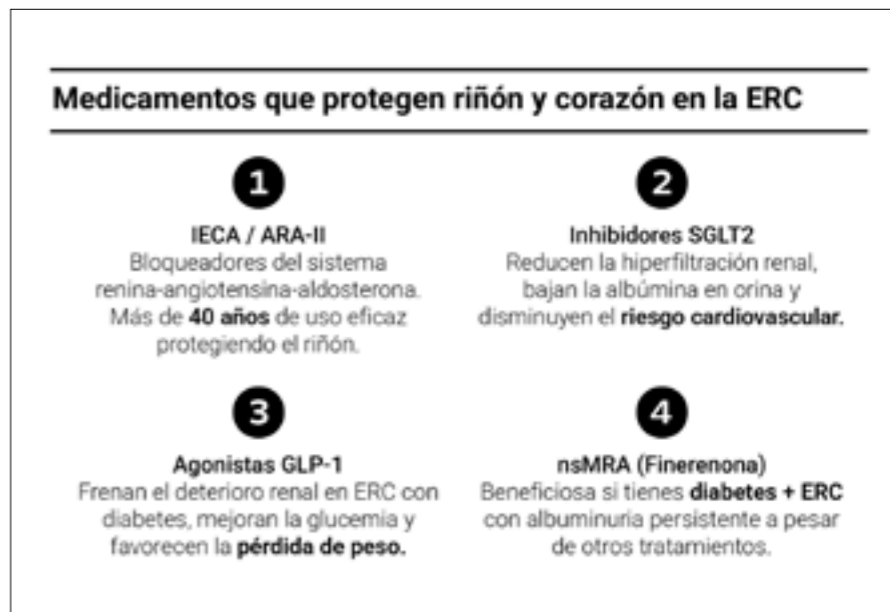 Medicamentos que protegen riñón y corazón en la ERC
1
IECA / ARA-II
Bloqueadores del sistema
renina-angiotensina-aldosterona.
Más de 40 años de uso eficaz
protegiendo el riñón.
2
Inhibidores SGLT2
Reducen la hiperfiltración renal,
bajan la albúmina en orina y
disminuyen el riesgo cardiovascular.
3
Agonistas GLP-1
Frenan el deterioro renal en ERC con
diabetes, mejoran la glucemia y
favorecen la pérdida de peso.
4
nsMRA (Finerenona)
Beneficiosa si tienes diabetes + ERC
con albuminuria persistente a pesar
de otros tratamientos.